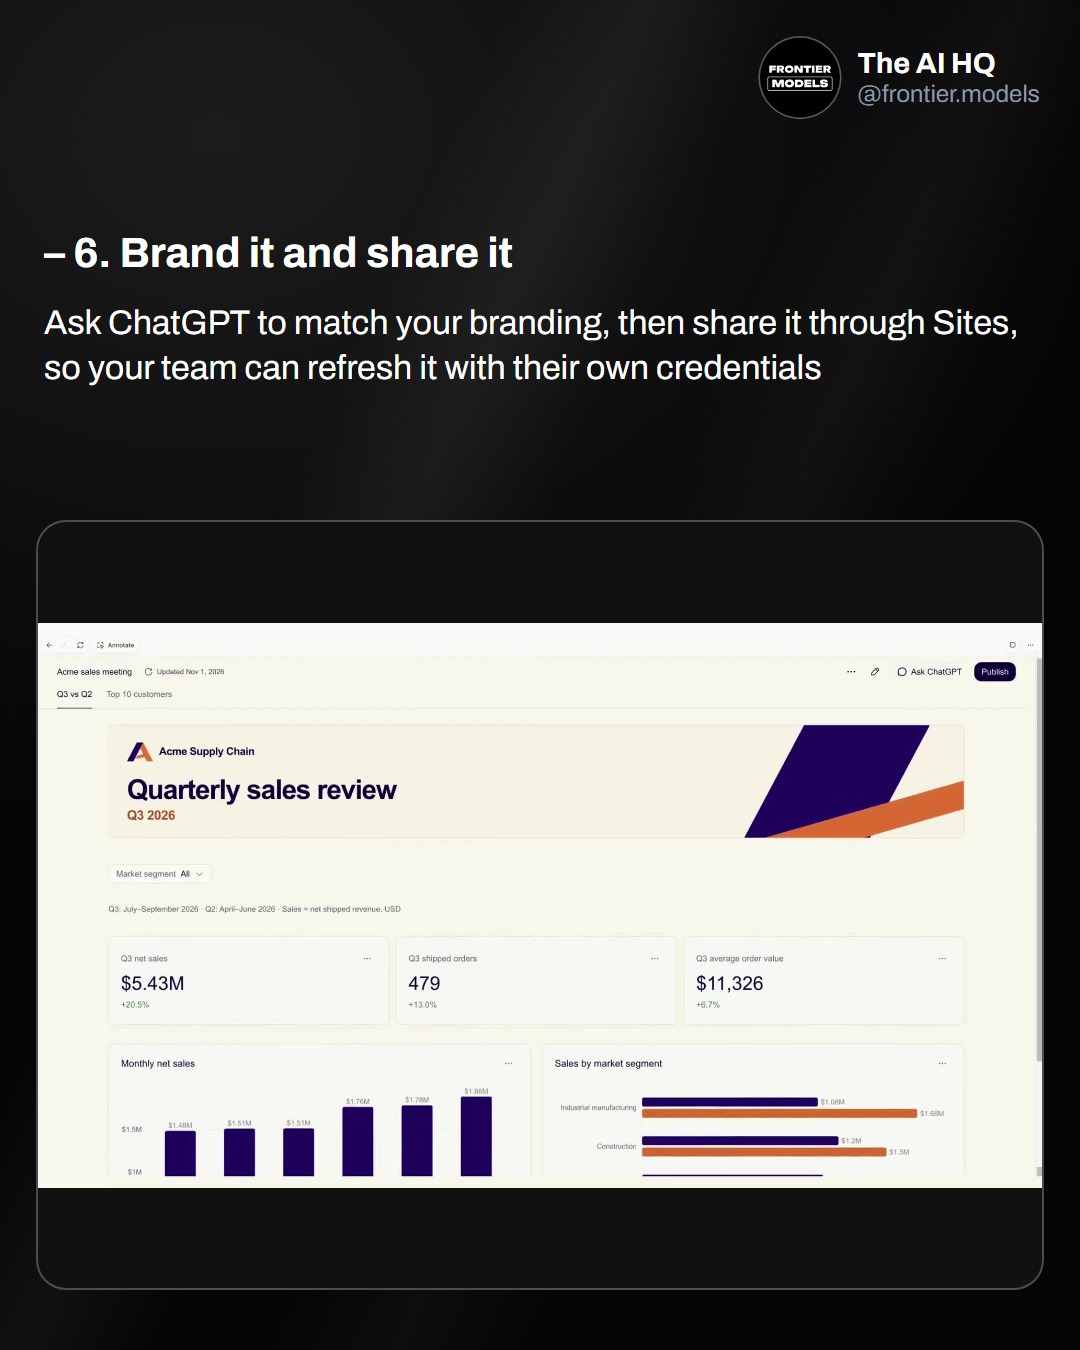 FRONTIER
MODELS
The AI HQ
@frontier.models
– 6. Brand it and share it
Ask ChatGPT to match your branding, then share it through Sites,
so your team can refresh it with their own credentials
Annotate
Acme sales meeting Updated Nov 1, 2026
Ask ChatGPT Publish
Q3 vs Q2 Top 10 customers
Acme Supply Chain
Quarterly sales review
Q3 2026
Market segment All
Q3: July–September 2026 · Q2: April–June 2026 · Sales = net shipped revenue. USD
Q3 net sales
$5.43M
+20.5%
Q3 shipped orders
479
+13.0%
Q3 average order value
$11,326
+6.7%
Monthly net sales
$1.5M
$1M
$1.48M
$1.51M
$1.51M
$1.76M
$1.78M
$1.88M
Sales by market segment
Industrial manufacturing
$1.08M
$1.68M
Construction
$1.2M
$1.5M